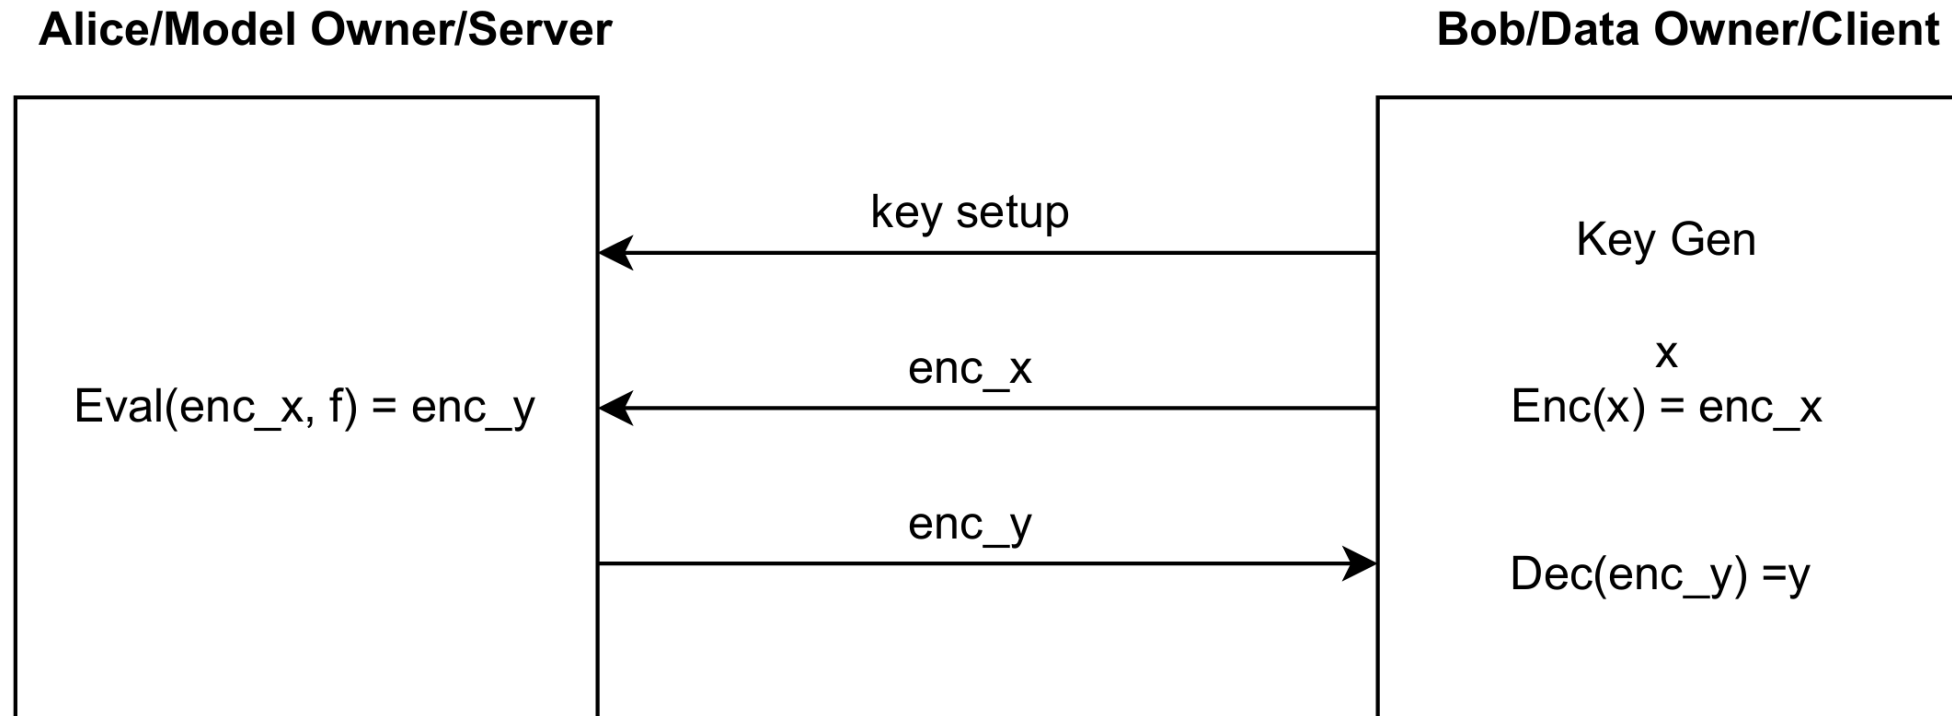 Alice/Model Owner/Server
Bob/Data Owner/Client
key setup
Key Gen
enc_x
x
Eval(enc_x, f) = enc_y
Enc(x) = enc_x
enc_y
Dec(enc_y) =y